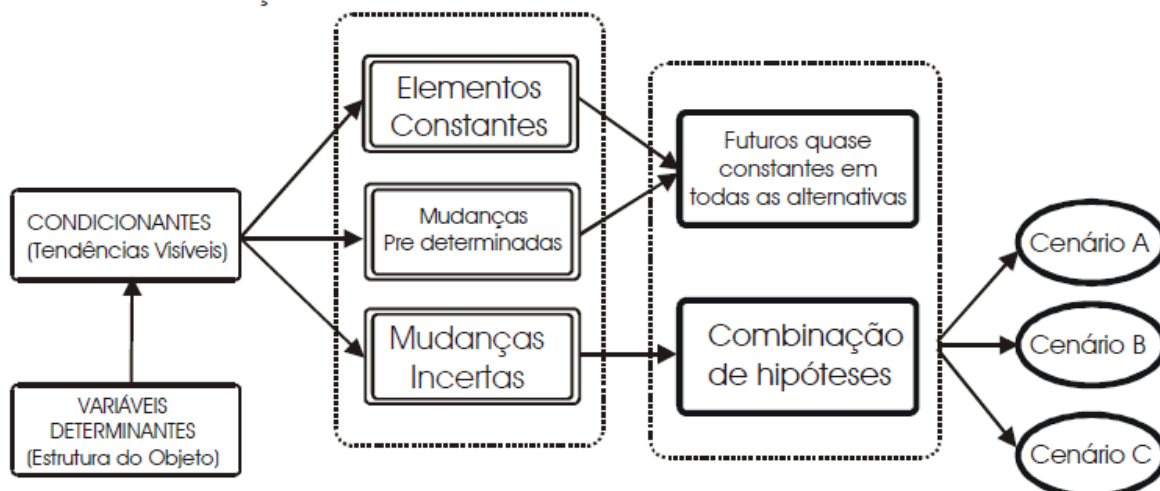 CONDICIONANTES
(Tendências Visíveis)
VARIÁVEIS
DETERMINANTES
(Estrutura do Objeto)
Elementos
Constantes
Mudanças
Pre determinadas
Mudanças
Incertas
Futuros quase
constantes em
todas as alternativas
Combinação
de hipóteses
Cenário A
Cenário B
Cenário C